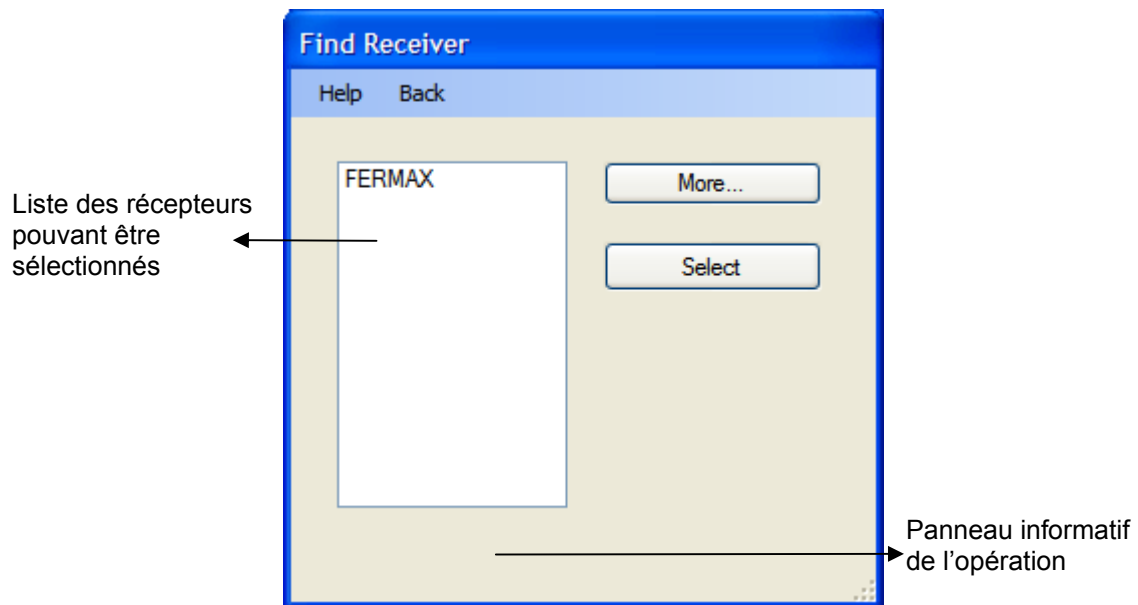 Find Receiver
Help Back
FERMAX
More...
Select
Liste des récepteurs
pouvant être
sélectionnés
Panneau informatif
de l’opération